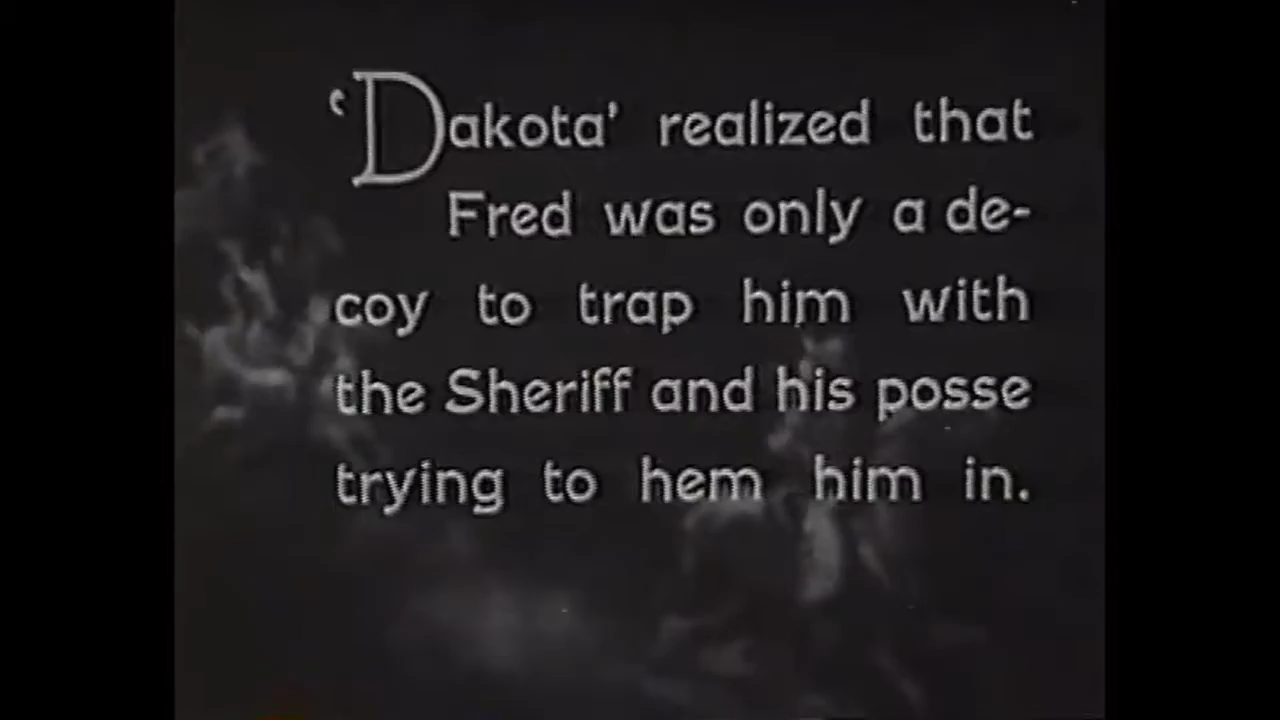 ‘Dakota’ realized that
Fred was only a de-
coy to trap him with
the Sheriff and his posse
trying to hem him in.